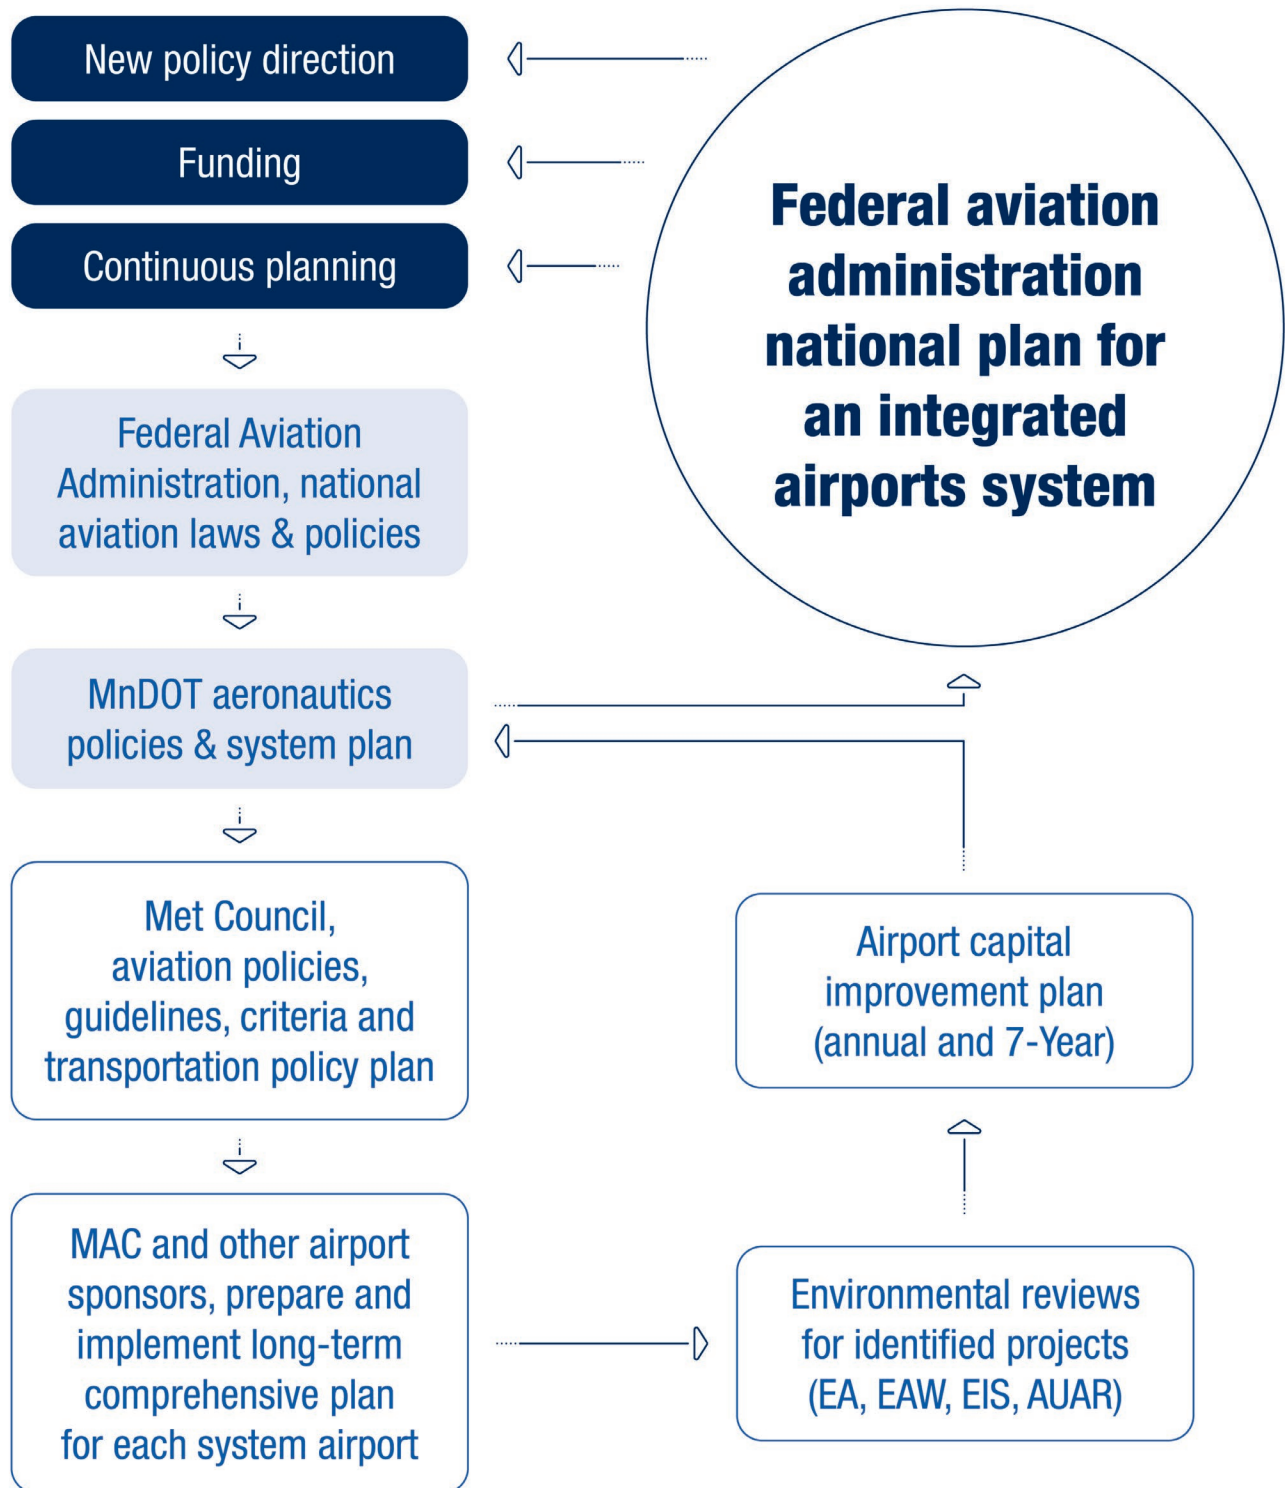 New policy direction
Funding
Continuous planning
Federal aviation
administration
national plan for
an integrated
airports system
Federal Aviation
Administration, national
aviation laws & policies
MnDOT aeronautics
policies & system plan
Met Council,
aviation policies,
guidelines, criteria and
transportation policy plan
MAC and other airport
sponsors, prepare and
implement long-term
comprehensive plan
for each system airport
Environmental reviews
for identified projects
(EA, EAW, EIS, AUAR)
Airport capital
improvement plan
(annual and 7-Year)